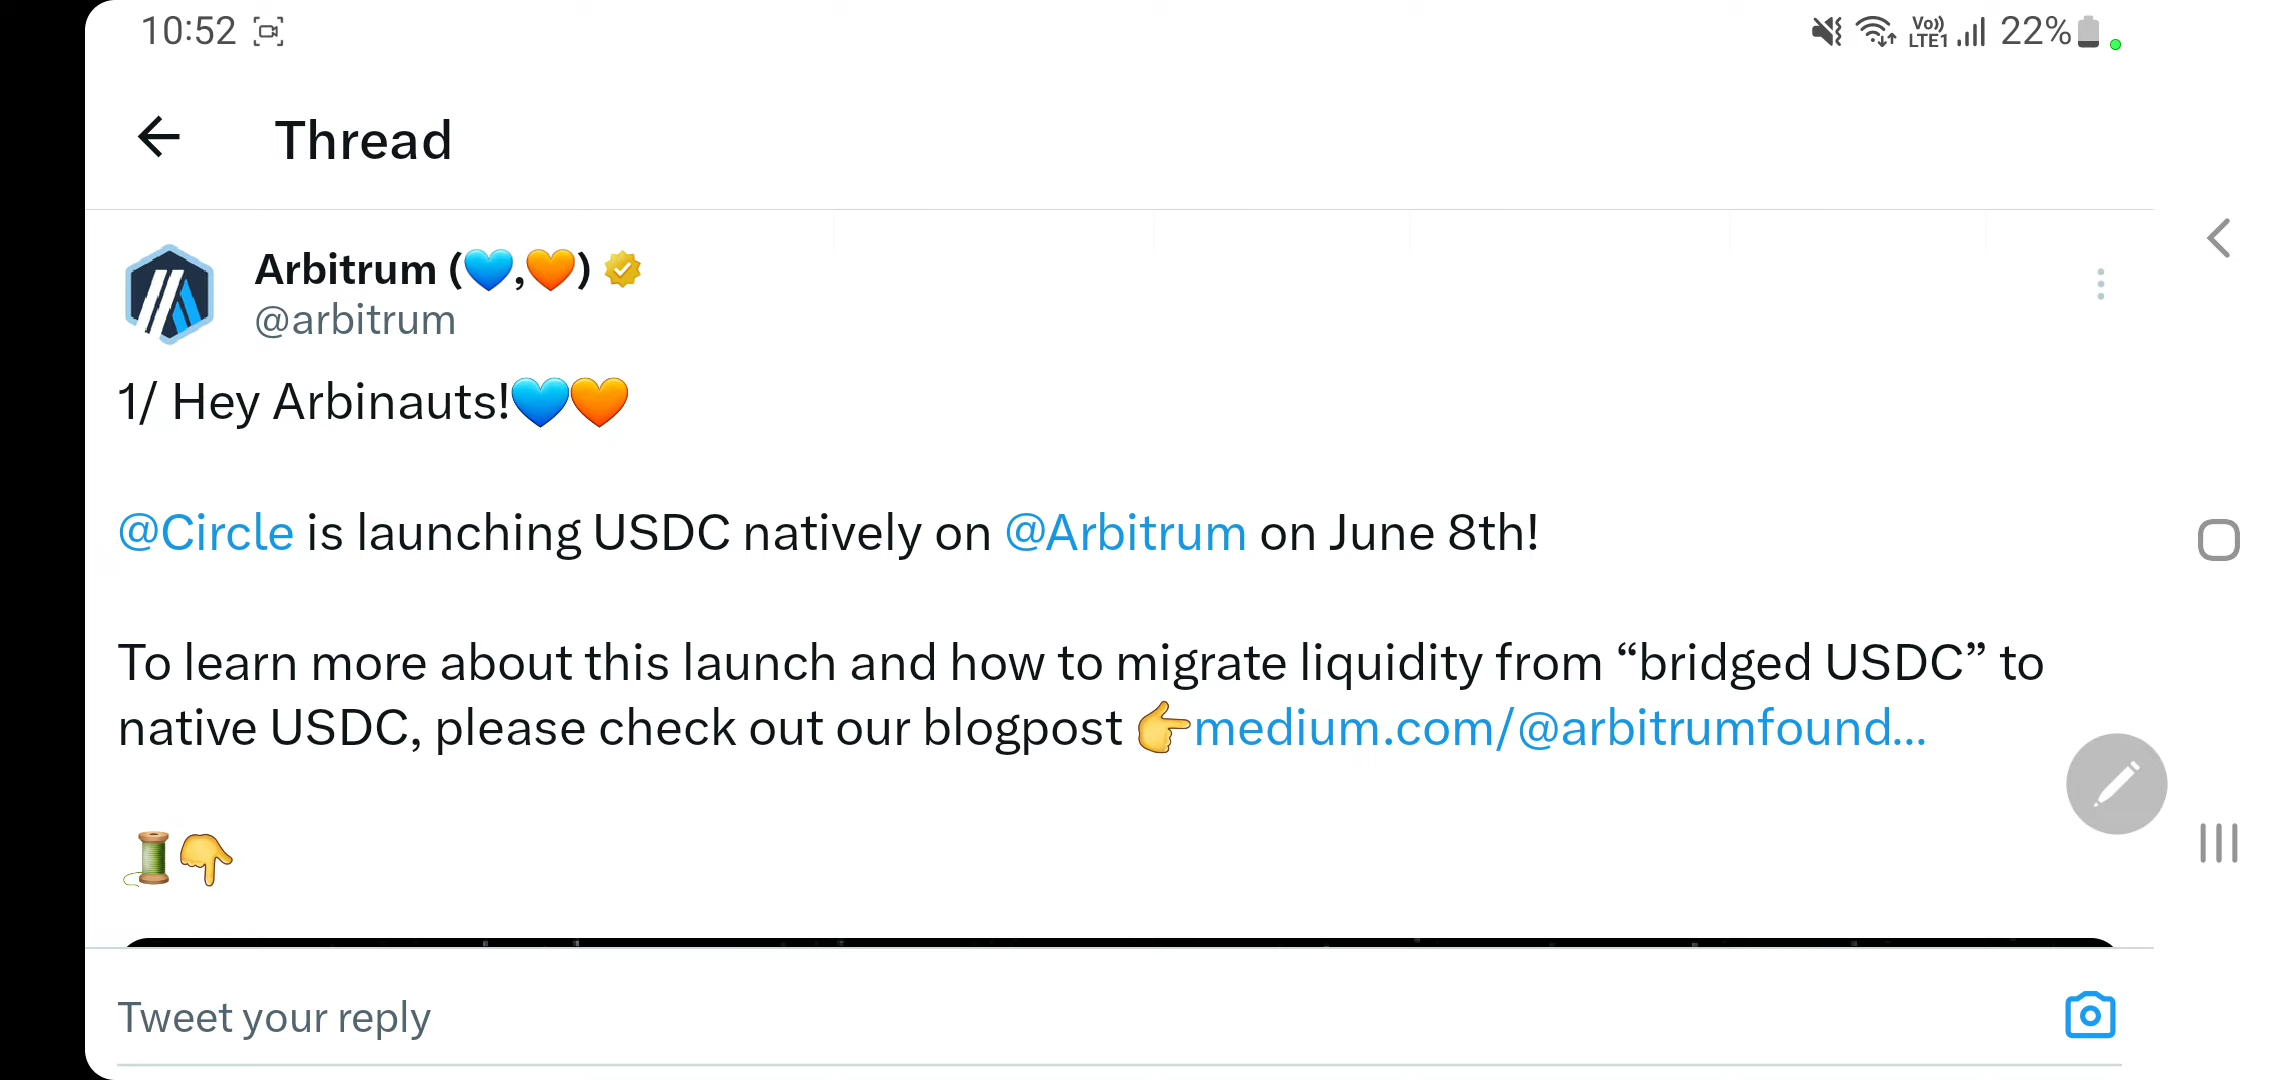 10:52 Vo)) LTE1 22%
Thread
Arbitrum (💙,🧡)
@arbitrum
1/ Hey Arbinauts!💙🧡
@Circle is launching USDC natively on @Arbitrum on June 8th!
To learn more about this launch and how to migrate liquidity from “bridged USDC” to
native USDC, please check out our blogpost 👉medium.com/@arbitrumfound...
🧵👇
Tweet your reply